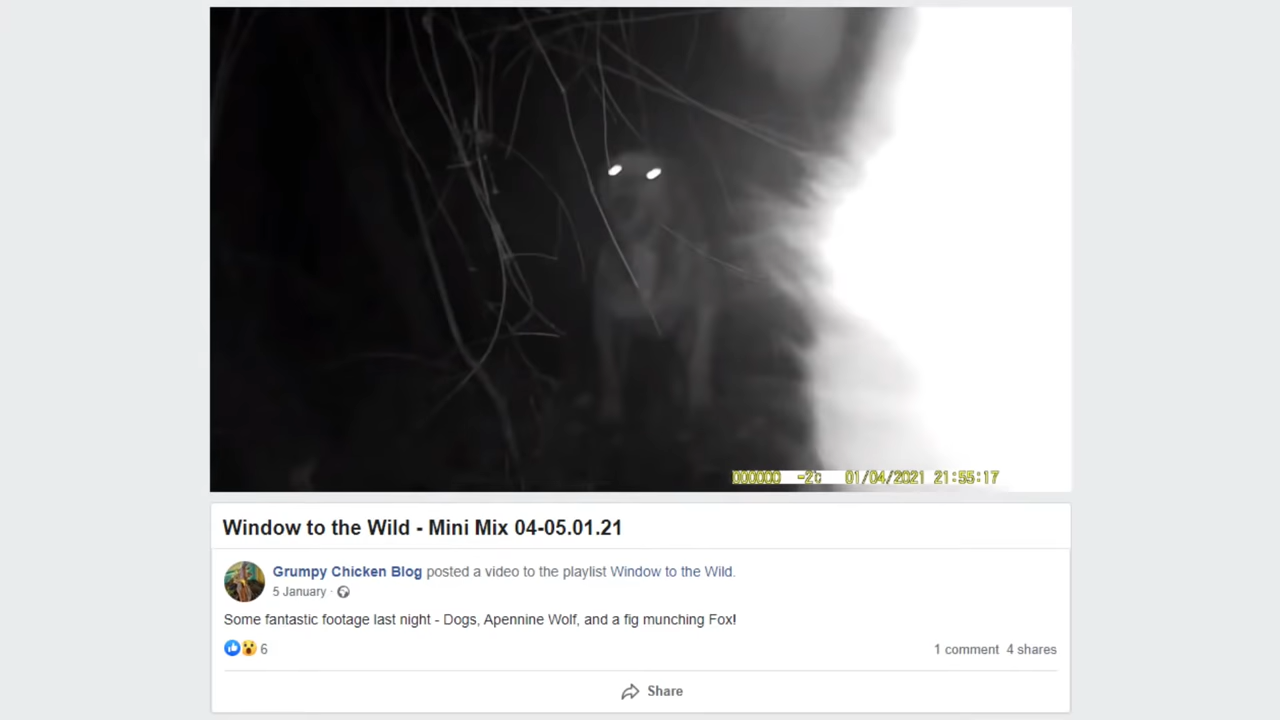 000000 -2C 01/04/2021 21:55:17
Window to the Wild - Mini Mix 04-05.01.21
Grumpy Chicken Blog posted a video to the playlist Window to the Wild.
5 January ·
Some fantastic footage last night - Dogs, Apennine Wolf, and a fig munching Fox!
6
1 comment 4 shares
Share